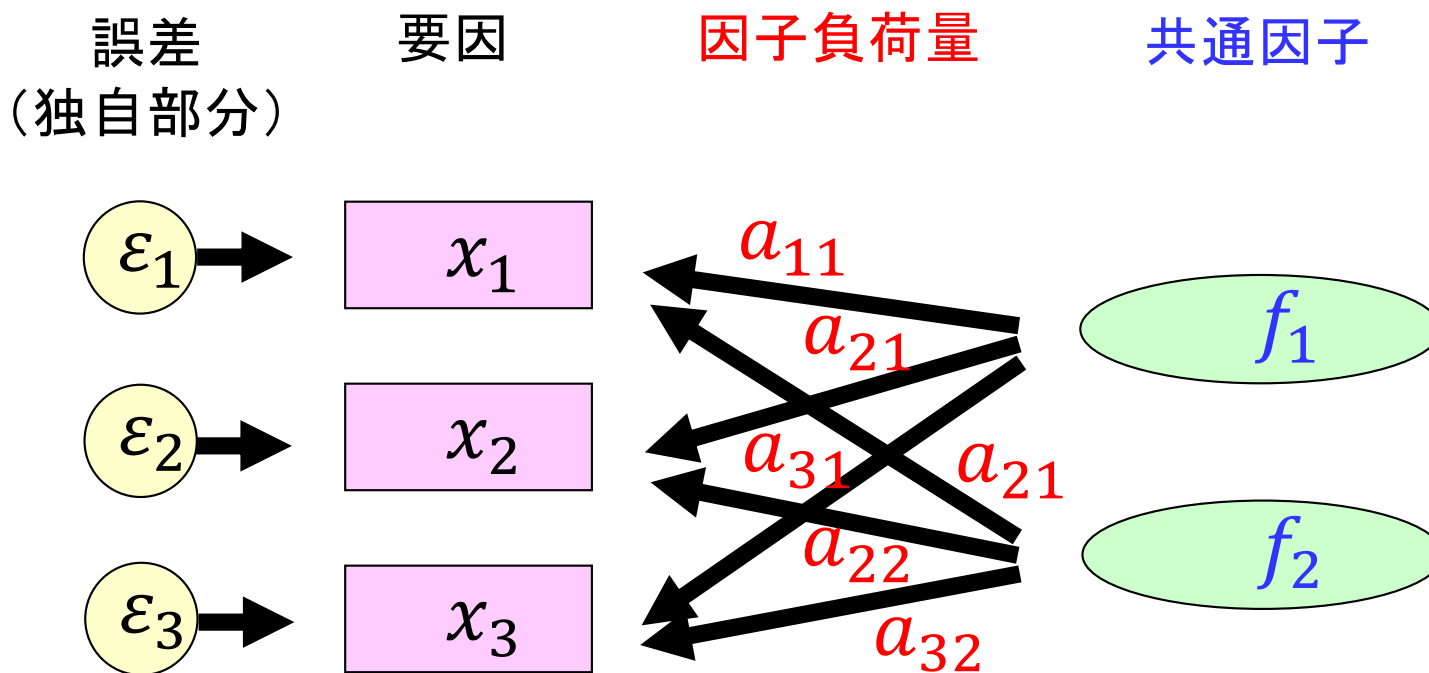 誤差
（独自部分）
要因
因子負荷量
共通因子
ε₁
x₁
a₁₁
a₂₁
f₁
ε₂
x₂
a₃₁
a₂₁
a₂₂
f₂
ε₃
x₃
a₃₂